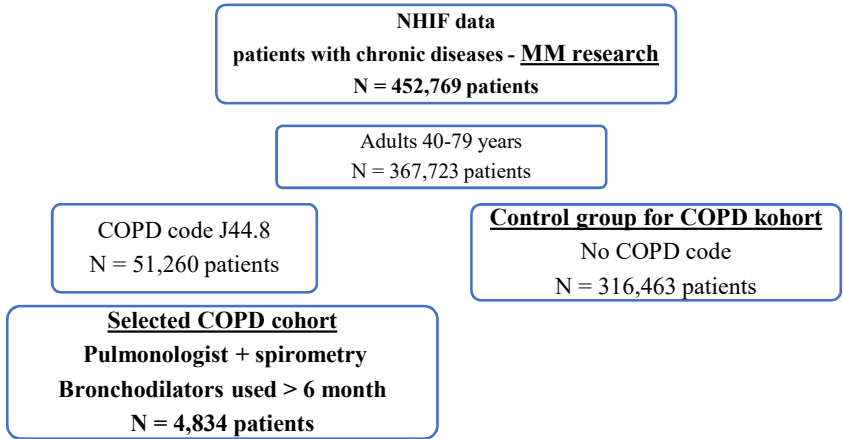 NHIF data
patients with chronic diseases - MM research
N = 452,769 patients
Adults 40-79 years
N = 367,723 patients
COPD code J44.8
N = 51,260 patients
Control group for COPD kohort
No COPD code
N = 316,463 patients
Selected COPD cohort
Pulmonologist + spirometry
Bronchodilators used > 6 month
N = 4,834 patients